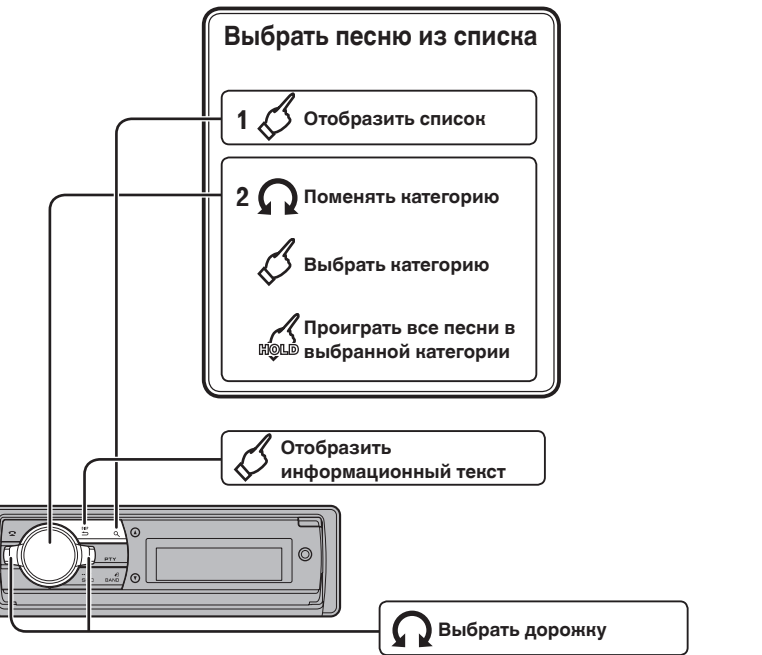 Выбрать песню из списка
1 Отобразить список
2 Поменять категорию
Выбрать категорию
HOLD
Проиграть все песни в
выбранной категории
Отобразить
информационный текст
PTY
BAND
Выбрать дорожку